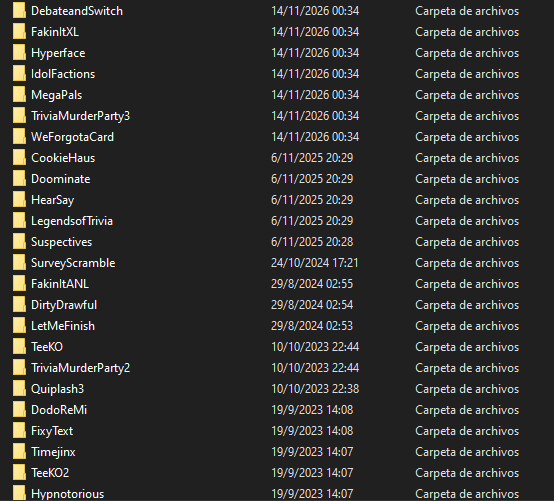 DebateandSwitch 14/11/2026 00:34 Carpeta de archivos
FakinItXL 14/11/2026 00:34 Carpeta de archivos
Hyperface 14/11/2026 00:34 Carpeta de archivos
IdolFactions 14/11/2026 00:34 Carpeta de archivos
MegaPals 14/11/2026 00:34 Carpeta de archivos
TriviaMurderParty3 14/11/2026 00:34 Carpeta de archivos
WeForgotaCard 14/11/2026 00:34 Carpeta de archivos
CookieHaus 6/11/2025 20:29 Carpeta de archivos
Doominate 6/11/2025 20:29 Carpeta de archivos
HearSay 6/11/2025 20:29 Carpeta de archivos
LegendsofTrivia 6/11/2025 20:29 Carpeta de archivos
Suspectives 6/11/2025 20:28 Carpeta de archivos
SurveyScramble 24/10/2024 17:21 Carpeta de archivos
FakinItANL 29/8/2024 02:55 Carpeta de archivos
DirtyDrawful 29/8/2024 02:54 Carpeta de archivos
LetMeFinish 29/8/2024 02:53 Carpeta de archivos
TeeKO 10/10/2023 22:44 Carpeta de archivos
TriviaMurderParty2 10/10/2023 22:44 Carpeta de archivos
Quiplash3 10/10/2023 22:38 Carpeta de archivos
DodoReMi 19/9/2023 14:08 Carpeta de archivos
FixyText 19/9/2023 14:08 Carpeta de archivos
Timejinx 19/9/2023 14:07 Carpeta de archivos
TeeKO2 19/9/2023 14:07 Carpeta de archivos
Hypnotorious 19/9/2023 14:07 Carpeta de archivos